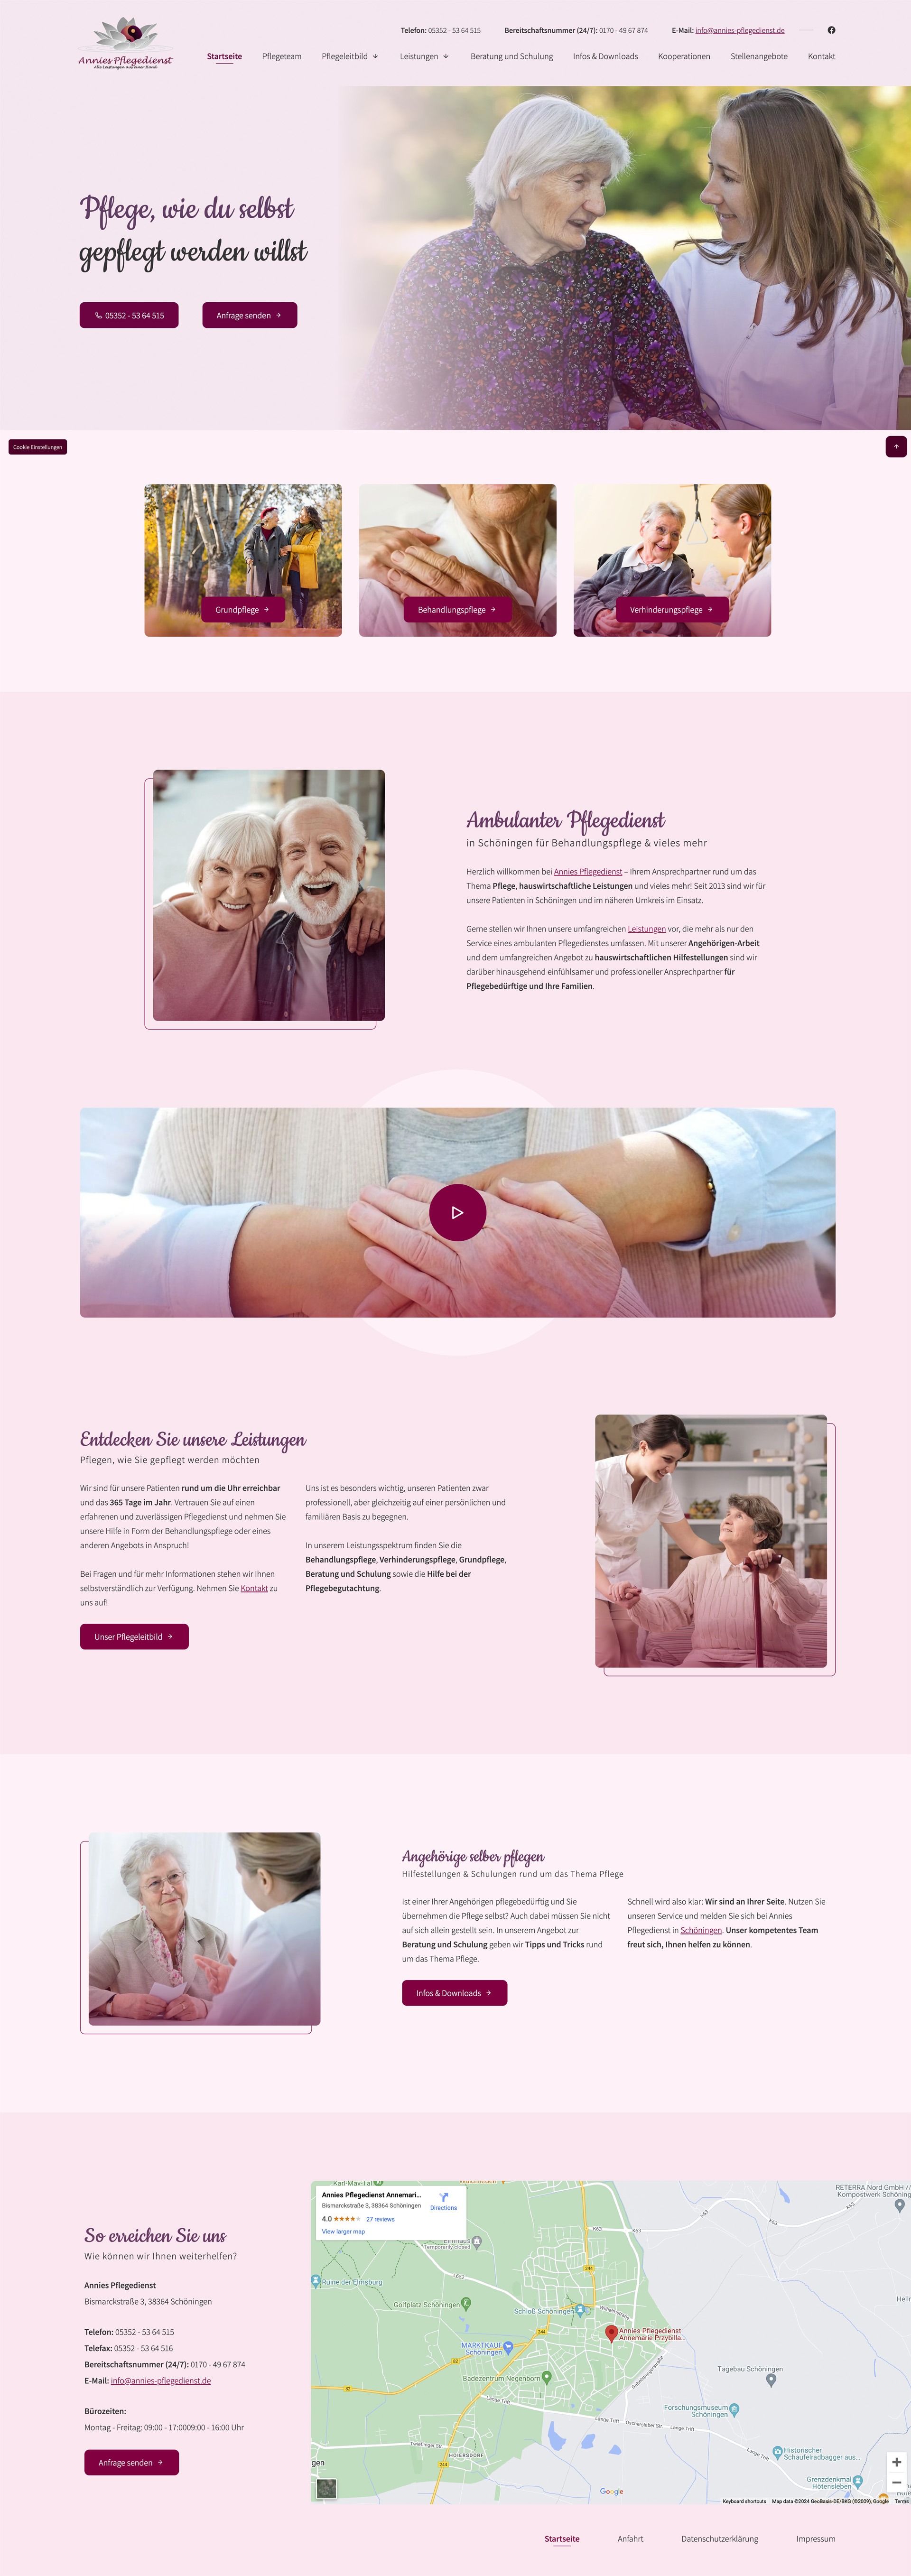 Annies Pflegedienst
Alle Leistungen aus einer Hand!
Telefon: 05352 - 53 64 515 Bereitschaftsnummer (24/7): 0170 - 49 67 874 E-Mail: info@annies-pflegedienst.de
Startseite Pflegeteam Pflegeleitbild Leistungen Beratung und Schulung Infos & Downloads Kooperationen Stellenangebote Kontakt
Pflege, wie du selbst
gepflegt werden willst
05352 - 53 64 515 Anfrage senden
Cookie Einstellungen
Grundpflege Behandlungspflege Verhinderungspflege
Ambulanter Pflegedienst
in Schöningen für Behandlungspflege & vieles mehr
Herzlich willkommen bei Annies Pflegedienst – Ihrem Ansprechpartner rund um das
Thema Pflege, hauswirtschaftliche Leistungen und vieles mehr! Seit 2013 sind wir für
unsere Patienten in Schöningen und im näheren Umkreis im Einsatz.
Gerne stellen wir Ihnen unsere umfangreichen Leistungen vor, die mehr als nur den
Service eines ambulanten Pflegedienstes umfassen. Mit unserer Angehörigen-Arbeit
und dem umfangreichen Angebot zu hauswirtschaftlichen Hilfestellungen sind wir
darüber hinausgehend einfühlsamer und professioneller Ansprechpartner für
Pflegebedürftige und Ihre Familien.
Entdecken Sie unsere Leistungen
Pflegen, wie Sie gepflegt werden möchten
Wir sind für unsere Patienten rund um die Uhr erreichbar
und das 365 Tage im Jahr. Vertrauen Sie auf einen
erfahrenen und zuverlässigen Pflegedienst und nehmen Sie
unsere Hilfe in Form der Behandlungspflege oder eines
anderen Angebots in Anspruch!
Bei Fragen und für mehr Informationen stehen wir Ihnen
selbstverständlich zur Verfügung. Nehmen Sie Kontakt zu
uns auf!
Uns ist es besonders wichtig, unseren Patienten zwar
professionell, aber gleichzeitig auf einer persönlichen und
familiären Basis zu begegnen.
In unserem Leistungsspektrum finden Sie die
Behandlungspflege, Verhinderungspflege, Grundpflege,
Beratung und Schulung sowie die Hilfe bei der
Pflegebegutachtung.
Unser Pflegeleitbild
Angehörige selber pflegen
Hilfestellungen & Schulungen rund um das Thema Pflege
Ist einer Ihrer Angehörigen pflegebedürftig und Sie
übernehmen die Pflege selbst? Auch dabei müssen Sie nicht
auf sich allein gestellt sein. In unserem Angebot zur
Beratung und Schulung geben wir Tipps und Tricks rund
um das Thema Pflege.
Schnell wird also klar: Wir sind an Ihrer Seite. Nutzen Sie
unseren Service und melden Sie sich bei Annies
Pflegedienst in Schöningen. Unser kompetentes Team
freut sich, Ihnen helfen zu können.
Infos & Downloads
So erreichen Sie uns
Wie können wir Ihnen weiterhelfen?
Annies Pflegedienst
Bismarckstraße 3, 38364 Schöningen
Telefon: 05352 - 53 64 515
Telefax: 05352 - 53 64 516
Bereitschaftsnummer (24/7): 0170 - 49 67 874
E-Mail: info@annies-pflegedienst.de
Bürozeiten:
Montag - Freitag: 09:00 - 17:0009:00 - 16:00 Uhr
Anfrage senden
Annies Pflegedienst Annemari...
Bismarckstraße 3, 38364 Schöningen
Directions
4.0 27 reviews
View larger map
Temporarily closed
RETERRA Nord GmbH //
Kompostwerk Schöning
K63
K63
K63
K52
244
Ruine der Elmsburg
Golfplatz Schöningen
Schloß Schöningen
Wilhelmstraße
244
Annies Pflegedienst
Annemarie Przybilla...
MARKTKAUF
Schöningen
82
82
Badezentrum Negenborn
Tagebau Schöningen
Lange Trift
Forschungsmuseum
Schöningen
Lange Trift
Lange Trift
Hötensleber Str.
HOIERSDORF
244
Historischer
Schaufelradbagger aus...
Grenzdenkmal
Hötensleben
gen
Google
Keyboard shortcuts Map data ©2024 GeoBasis-DE/BKG (©2009), Google Terms
Startseite Anfahrt Datenschutzerklärung Impressum